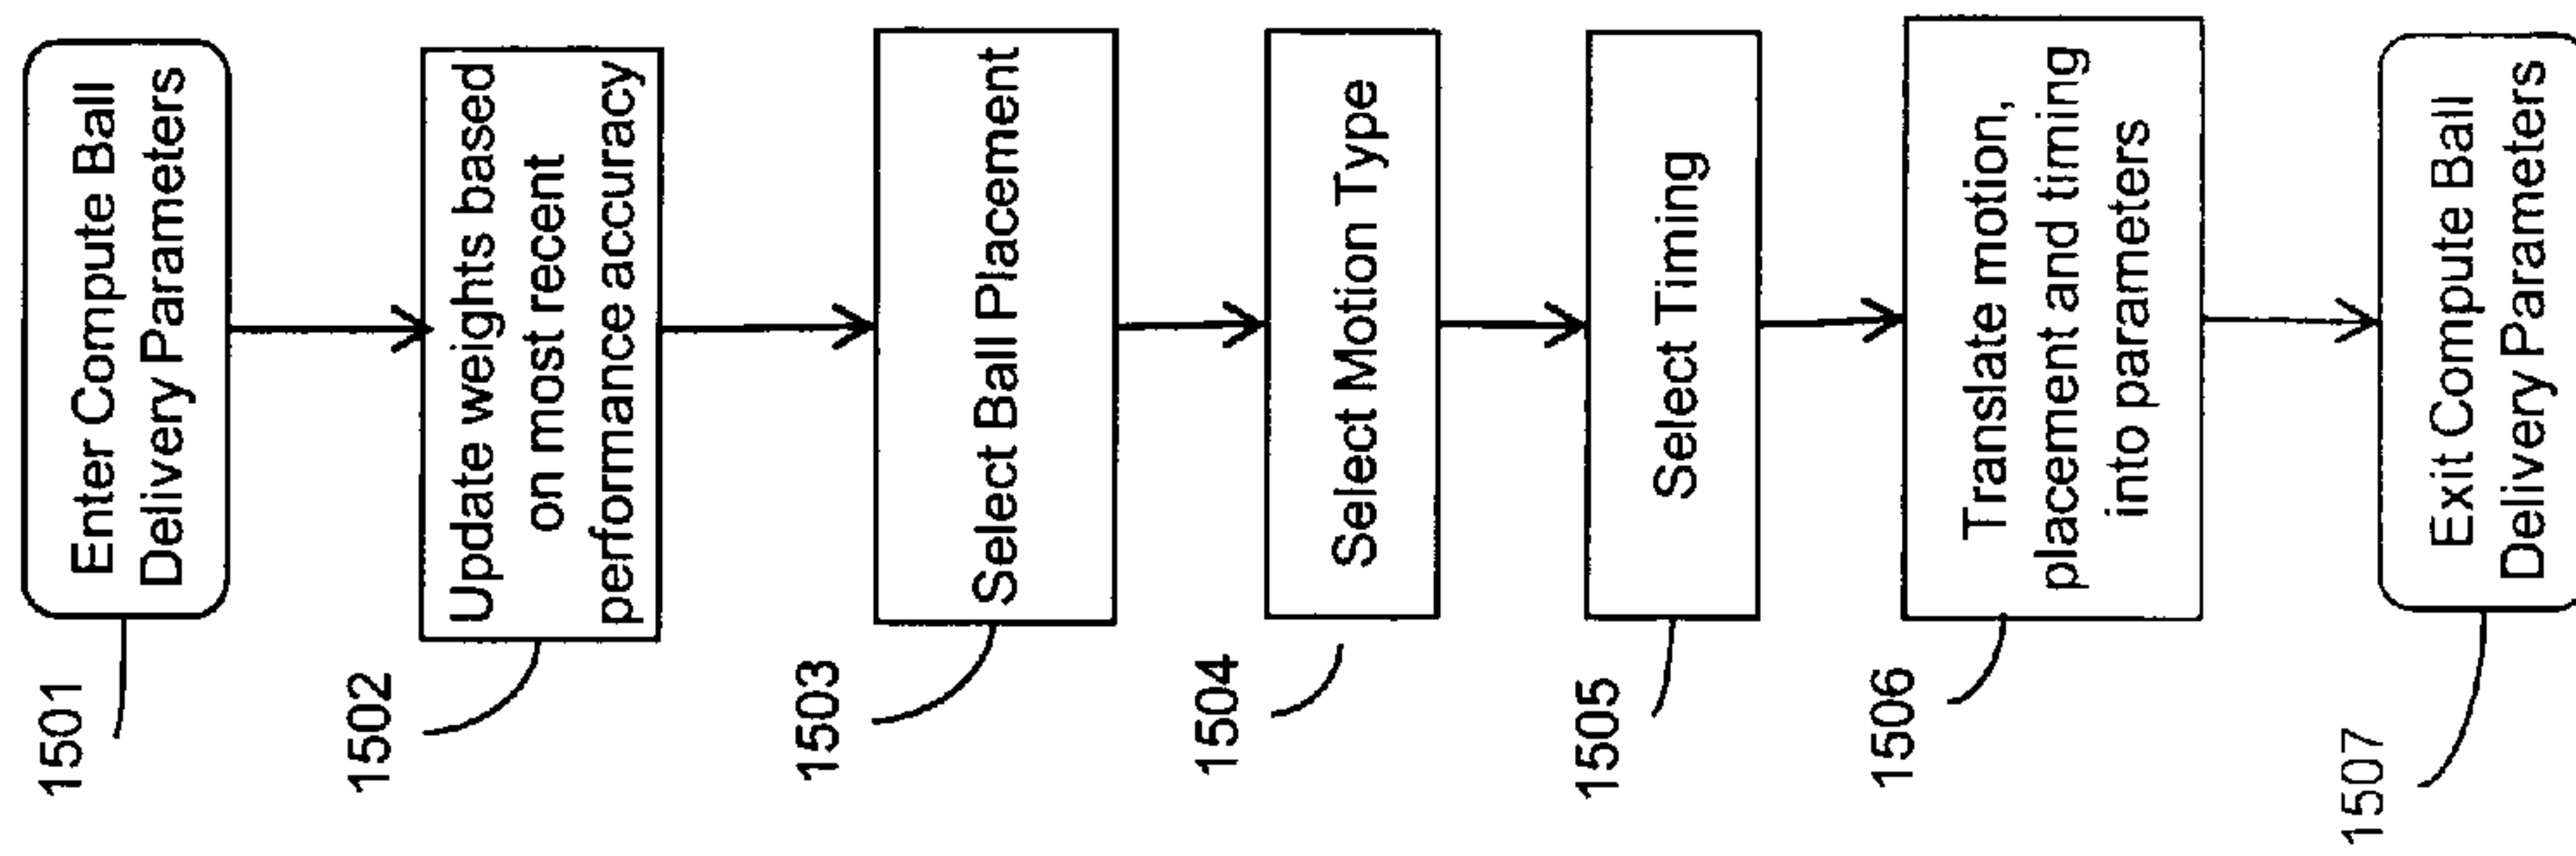 1501
Enter Compute Ball
Delivery Parameters
1502
Update weights based
on most recent
performance accuracy
1503
Select Ball Placement
1504
Select Motion Type
1505
Select Timing
1506
Translate motion,
placement and timing
into parameters
1507
Exit Compute Ball
Delivery Parameters